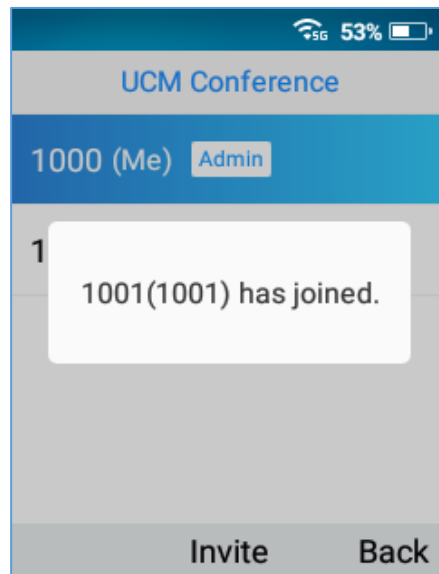 5G 53%
UCM Conference
1000 (Me) Admin
1
1001(1001) has joined.
Invite Back